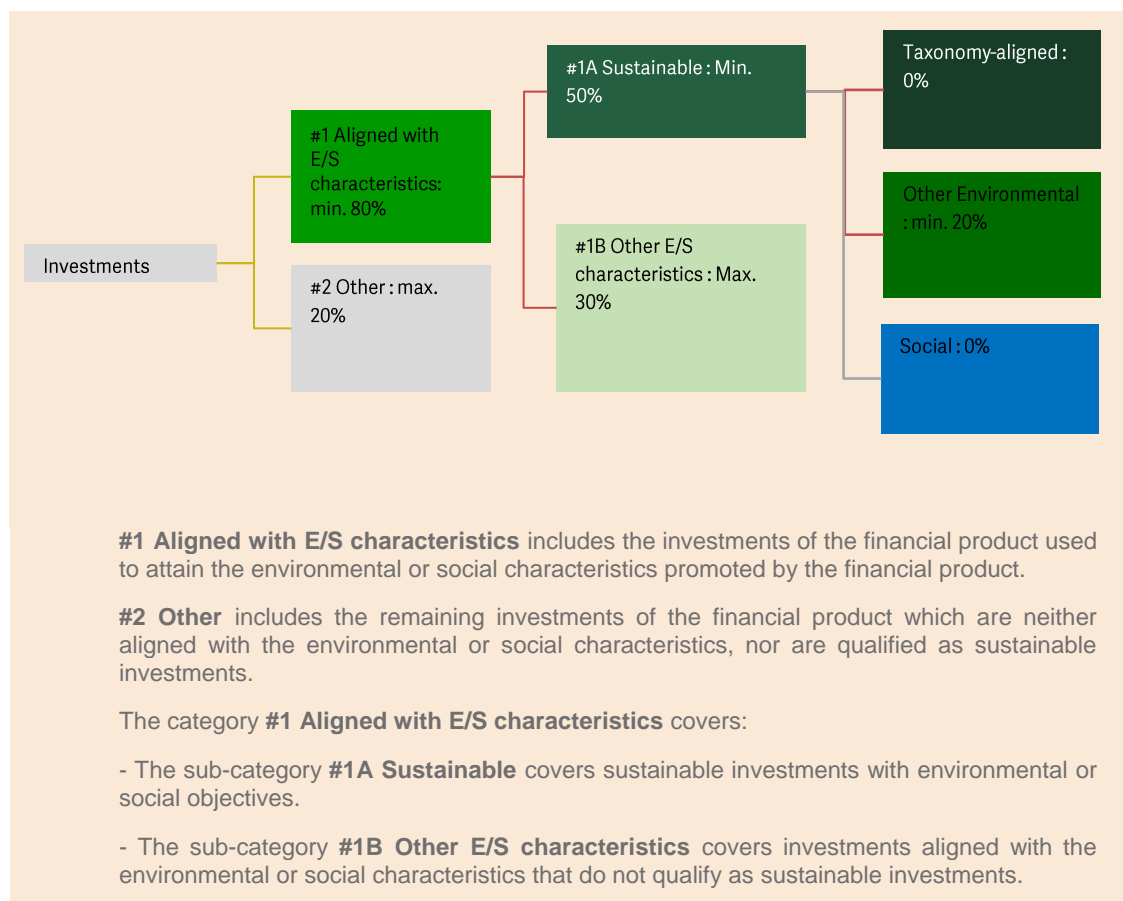 Investments
#1 Aligned with
E/S
characteristics:
min. 80%
#2 Other : max.
20%
#1A Sustainable : Min.
50%
#1B Other E/S
characteristics : Max.
30%
Taxonomy-aligned :
0%
Other Environmental
: min. 20%
Social : 0%
#1 Aligned with E/S characteristics includes the investments of the financial product used
to attain the environmental or social characteristics promoted by the financial product.
#2 Other includes the remaining investments of the financial product which are neither
aligned with the environmental or social characteristics, nor are qualified as sustainable
investments.
The category #1 Aligned with E/S characteristics covers:
- The sub-category #1A Sustainable covers sustainable investments with environmental or
social objectives.
- The sub-category #1B Other E/S characteristics covers investments aligned with the
environmental or social characteristics that do not qualify as sustainable investments.